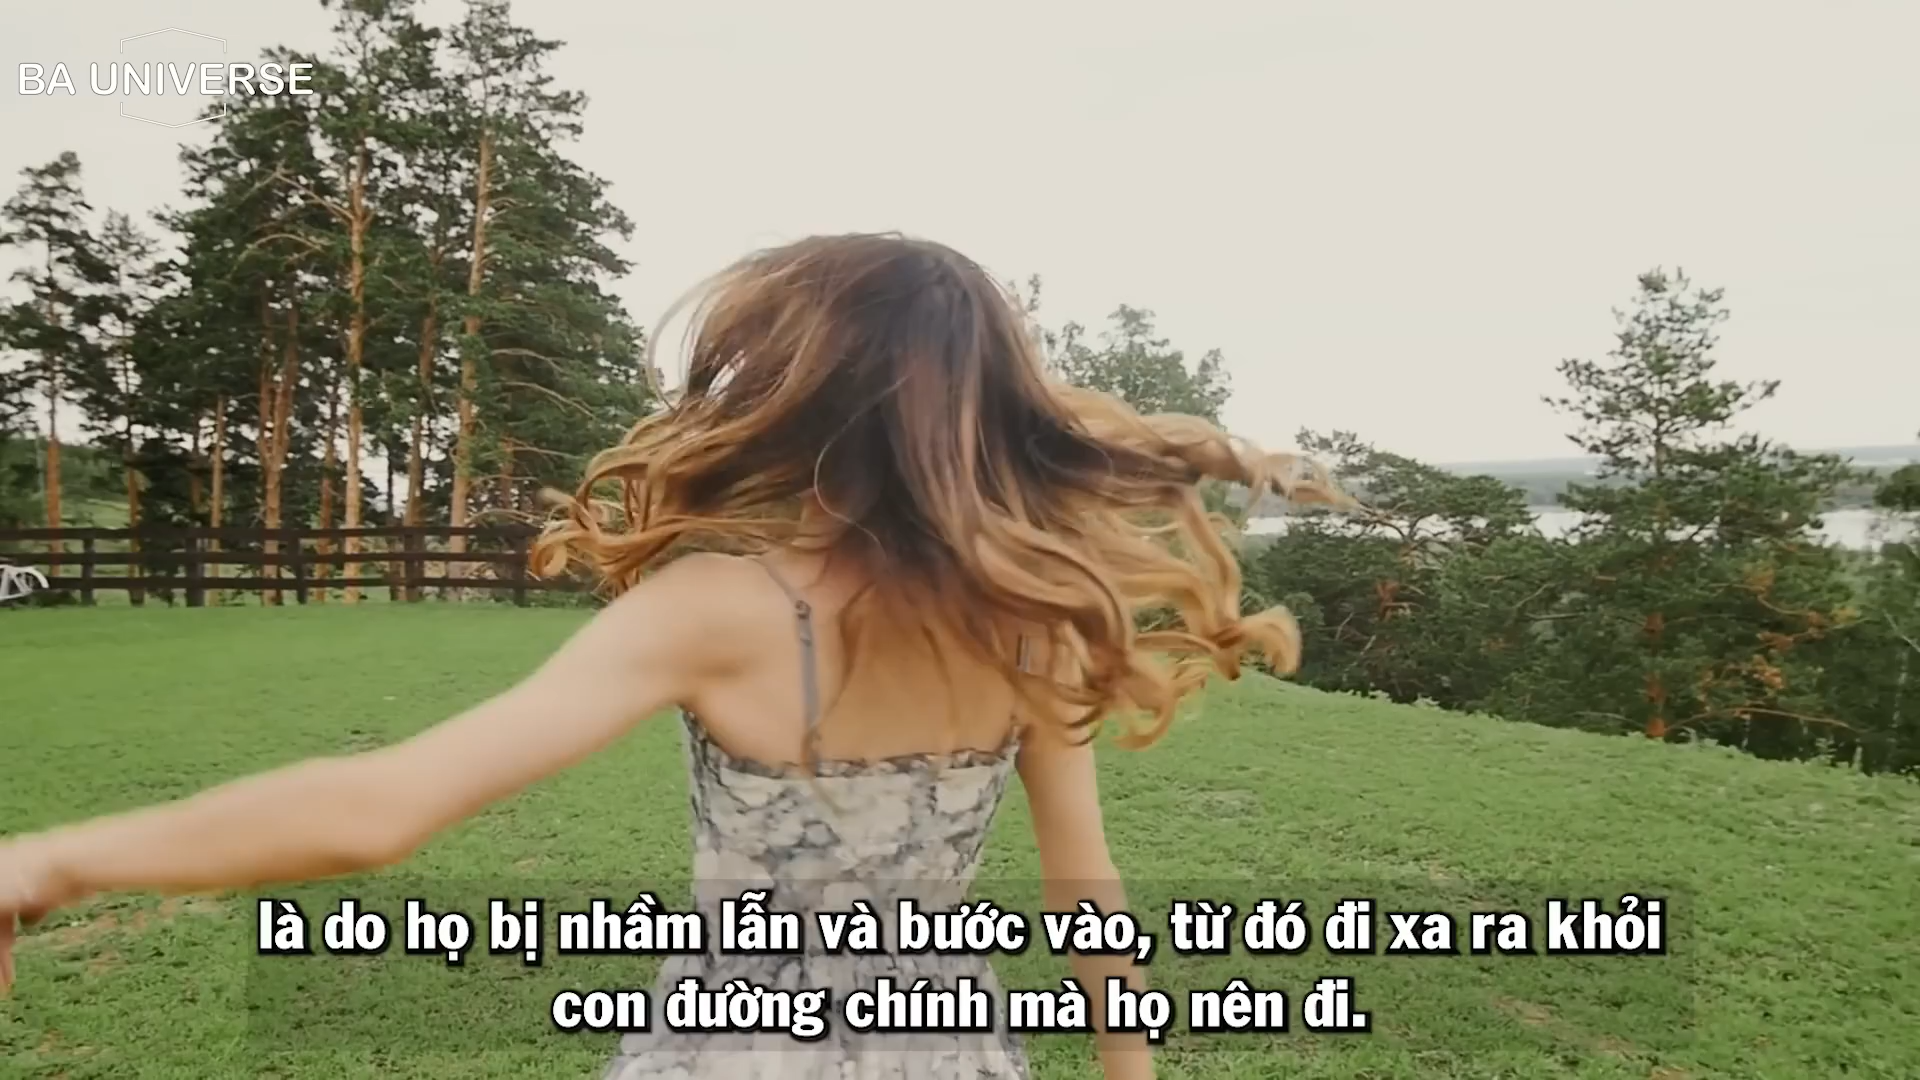 BA UNIVERSE
là do họ bị nhầm lẫn và bước vào, từ đó đi xa ra khỏi
con đường chính mà họ nên đi.